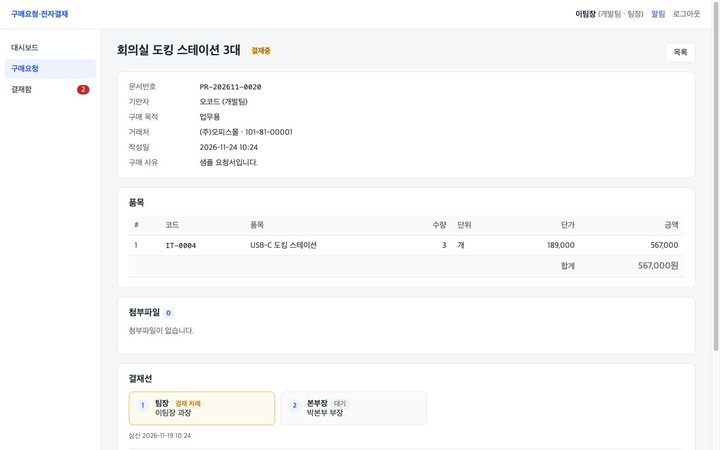 구매요청·전자결재
이팀장 (개발팀 · 팀장) 알림 로그아웃
대시보드
구매요청
결재함 2
회의실 도킹 스테이션 3대 결재중
목록
문서번호 PR-202611-0020
기안자 오코드 (개발팀)
구매 목적 업무용
거래처 (주)오피스몰 · 101-81-00001
작성일 2026-11-24 10:24
구매 사유 샘플 요청서입니다.
품목
# 코드 품목 수량 단위 단가 금액
1 IT-0004 USB-C 도킹 스테이션 3 개 189,000 567,000
합계 567,000원
첨부파일 0
첨부파일이 없습니다.
결재선
1 팀장 결재 차례
이팀장 과장
2 본부장 대기
박본부 부장
상신 2026-11-19 10:24